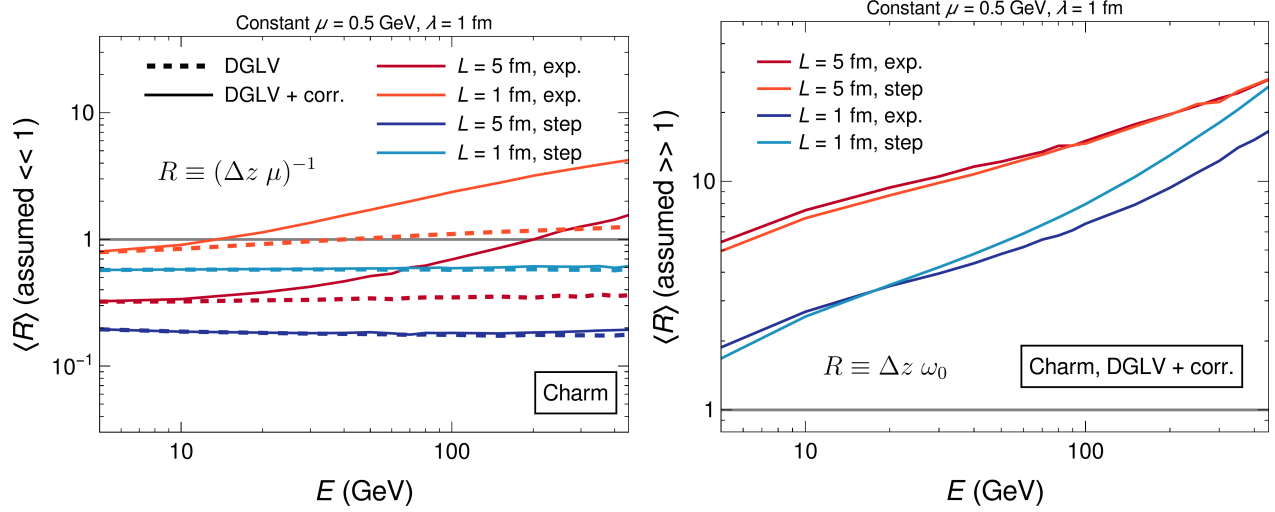 Constant μ = 0.5 GeV, λ = 1 fm
DGLV
DGLV + corr.
L = 5 fm, exp.
L = 1 fm, exp.
L = 5 fm, step
L = 1 fm, step
R ≡ (Δz μ)⁻¹
10
1
10⁻¹
⟨R⟩ (assumed << 1)
Charm
10
100
E (GeV)
Constant μ = 0.5 GeV, λ = 1 fm
L = 5 fm, exp.
L = 5 fm, step
L = 1 fm, exp.
L = 1 fm, step
10
1
⟨R⟩ (assumed >> 1)
R ≡ Δz ω₀
Charm, DGLV + corr.
10
100
E (GeV)